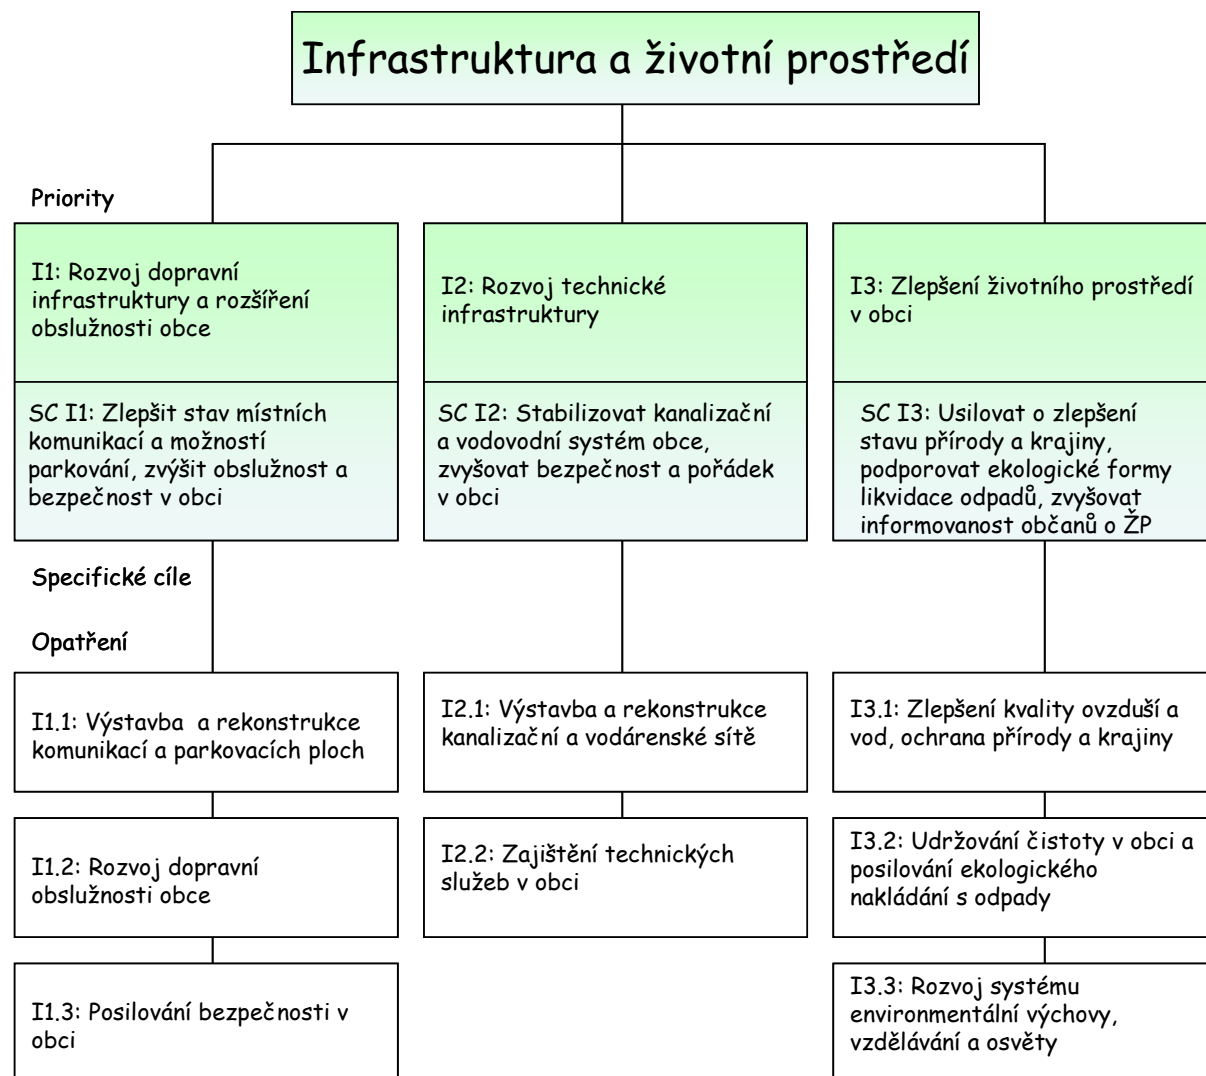 Infrastruktura a životní prostředí
Priority
I1: Rozvoj dopravní
infrastruktury a rozšíření
obslužnosti obce
I2: Rozvoj technické
infrastruktury
I3: Zlepšení životního prostředí
v obci
SC I1: Zlepšit stav místních
komunikací a možností
parkování, zvýšit obslužnost a
bezpečnost v obci
SC I2: Stabilizovat kanalizační
a vodovodní systém obce,
zvyšovat bezpečnost a pořádek
v obci
SC I3: Usilovat o zlepšení
stavu přírody a krajiny,
podporovat ekologické formy
likvidace odpadů, zvyšovat
informovanost občanů o ŽP
Specifické cíle
Opatření
I1.1: Výstavba a rekonstrukce
komunikací a parkovacích ploch
I2.1: Výstavba a rekonstrukce
kanalizační a vodárenské sítě
I3.1: Zlepšení kvality ovzduší a
vod, ochrana přírody a krajiny
I1.2: Rozvoj dopravní
obslužnosti obce
I2.2: Zajištění technických
služeb v obci
I3.2: Udržování čistoty v obci a
posilování ekologického
nakládání s odpady
I1.3: Posilování bezpečnosti v
obci
I3.3: Rozvoj systému
environmentální výchovy,
vzdělávání a osvěty